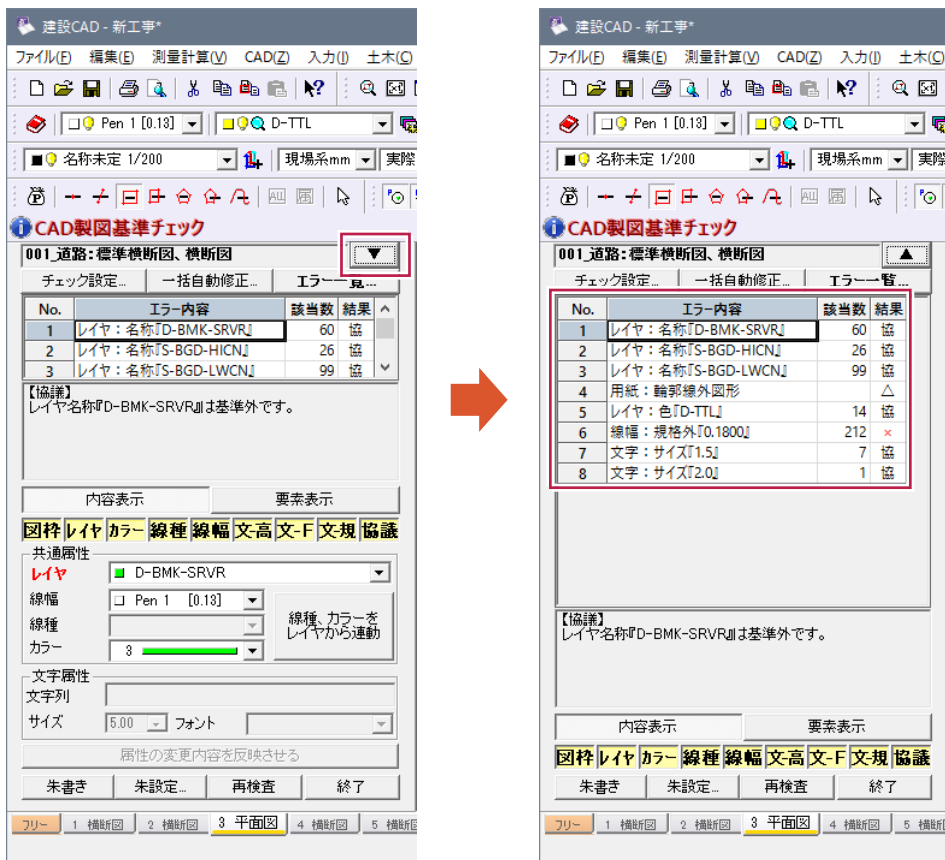 建設CAD - 新工事*
ファイル(F) 編集(E) 測量計算(V) CAD(Z) 入力(I) 土木(C)
Pen 1 [0.13] D-TTL
名称未定 1/200 現場系mm 実際
CAD製図基準チェック
001_道路：標準横断図、横断図 ▼
チェック設定... 一括自動修正... エラー一覧...
No. エラー内容 該当数 結果
1 レイヤ：名称『D-BMK-SRVR』 60 協
2 レイヤ：名称『S-BGD-HICN』 26 協
3 レイヤ：名称『S-BGD-LWCN』 99 協
【協議】
レイヤ名称『D-BMK-SRVR』は基準外です。
内容表示 要素表示
図枠 レイヤ カラー 線種 線幅 文-高 文-F 文-規 協議
共通属性
レイヤ D-BMK-SRVR
線幅 Pen 1 [0.13]
線種
カラー 3
線種、カラーを
レイヤから連動
文字属性
文字列
サイズ 5.00 フォント
属性の変更内容を反映させる
朱書き 朱設定... 再検査 終了
フリー 1 横断図 2 横断図 3 平面図 4 横断図 5 横断
建設CAD - 新工事*
ファイル(F) 編集(E) 測量計算(V) CAD(Z) 入力(I) 土木(C)
Pen 1 [0.13] D-TTL
名称未定 1/200 現場系mm 実際
CAD製図基準チェック
001_道路：標準横断図、横断図 ▲
チェック設定... 一括自動修正... エラー一覧...
No. エラー内容 該当数 結果
1 レイヤ：名称『D-BMK-SRVR』 60 協
2 レイヤ：名称『S-BGD-HICN』 26 協
3 レイヤ：名称『S-BGD-LWCN』 99 協
4 用紙：輪郭線外図形 △
5 レイヤ：色『D-TTL』 14 協
6 線幅：規格外『0.1800』 212 ×
7 文字：サイズ『1.5』 7 協
8 文字：サイズ『2.0』 1 協
【協議】
レイヤ名称『D-BMK-SRVR』は基準外です。
内容表示 要素表示
図枠 レイヤ カラー 線種 線幅 文-高 文-F 文-規 協議
朱書き 朱設定... 再検査 終了
フリー 1 横断図 2 横断図 3 平面図 4 横断図 5 横断